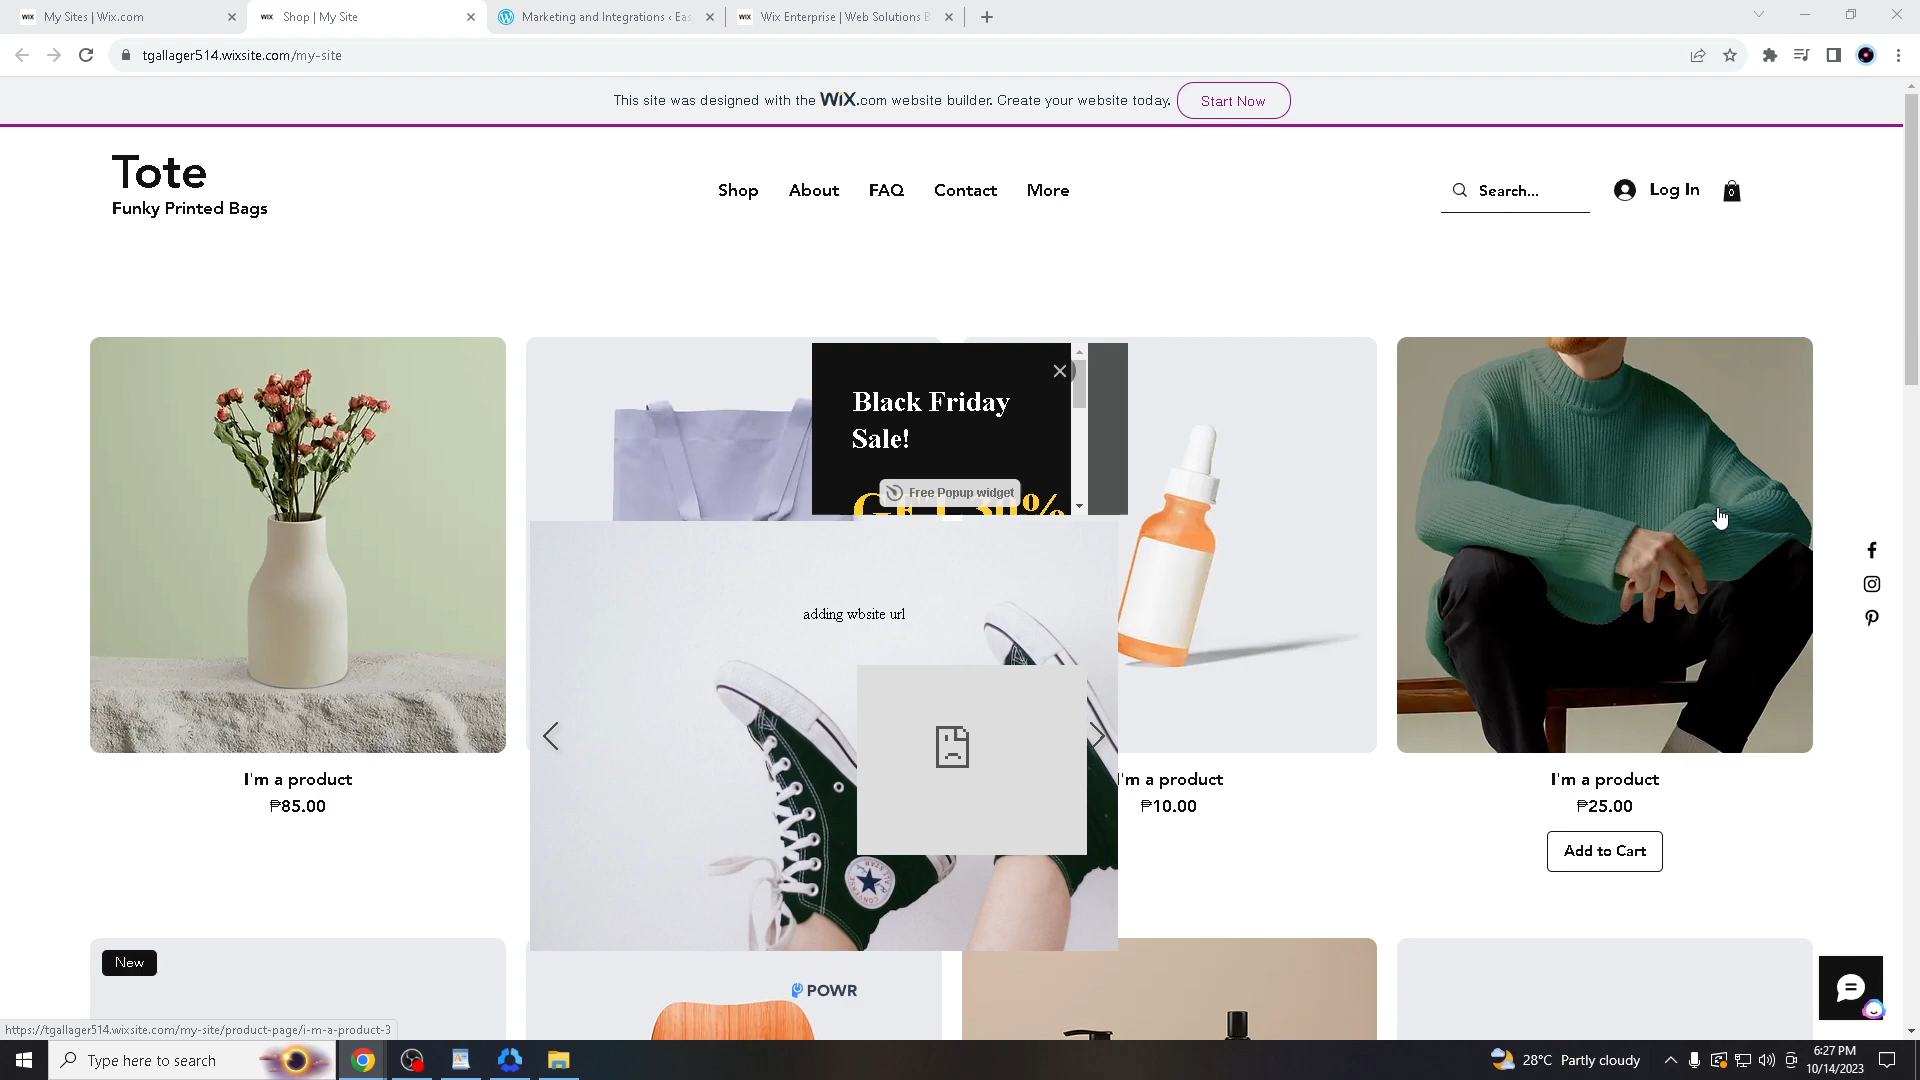 My Sites | Wix.com
Shop | My Site
Marketing and Integrations ‹ Eas
Wix Enterprise | Web Solutions B
tgallager514.wixsite.com/my-site
This site was designed with the WiX.com website builder. Create your website today.
Start Now
Tote
Funky Printed Bags
Shop
About
FAQ
Contact
More
Search...
Log In
0
Black Friday
Sale!
GET 30%
Free Popup widget
adding wbsite url
I'm a product
₱85.00
I'm a product
₱10.00
I'm a product
₱25.00
Add to Cart
New
POWR
https://tgallager514.wixsite.com/my-site/product-page/i-m-a-product-3
Type here to search
28°C Partly cloudy
6:27 PM
10/14/2023